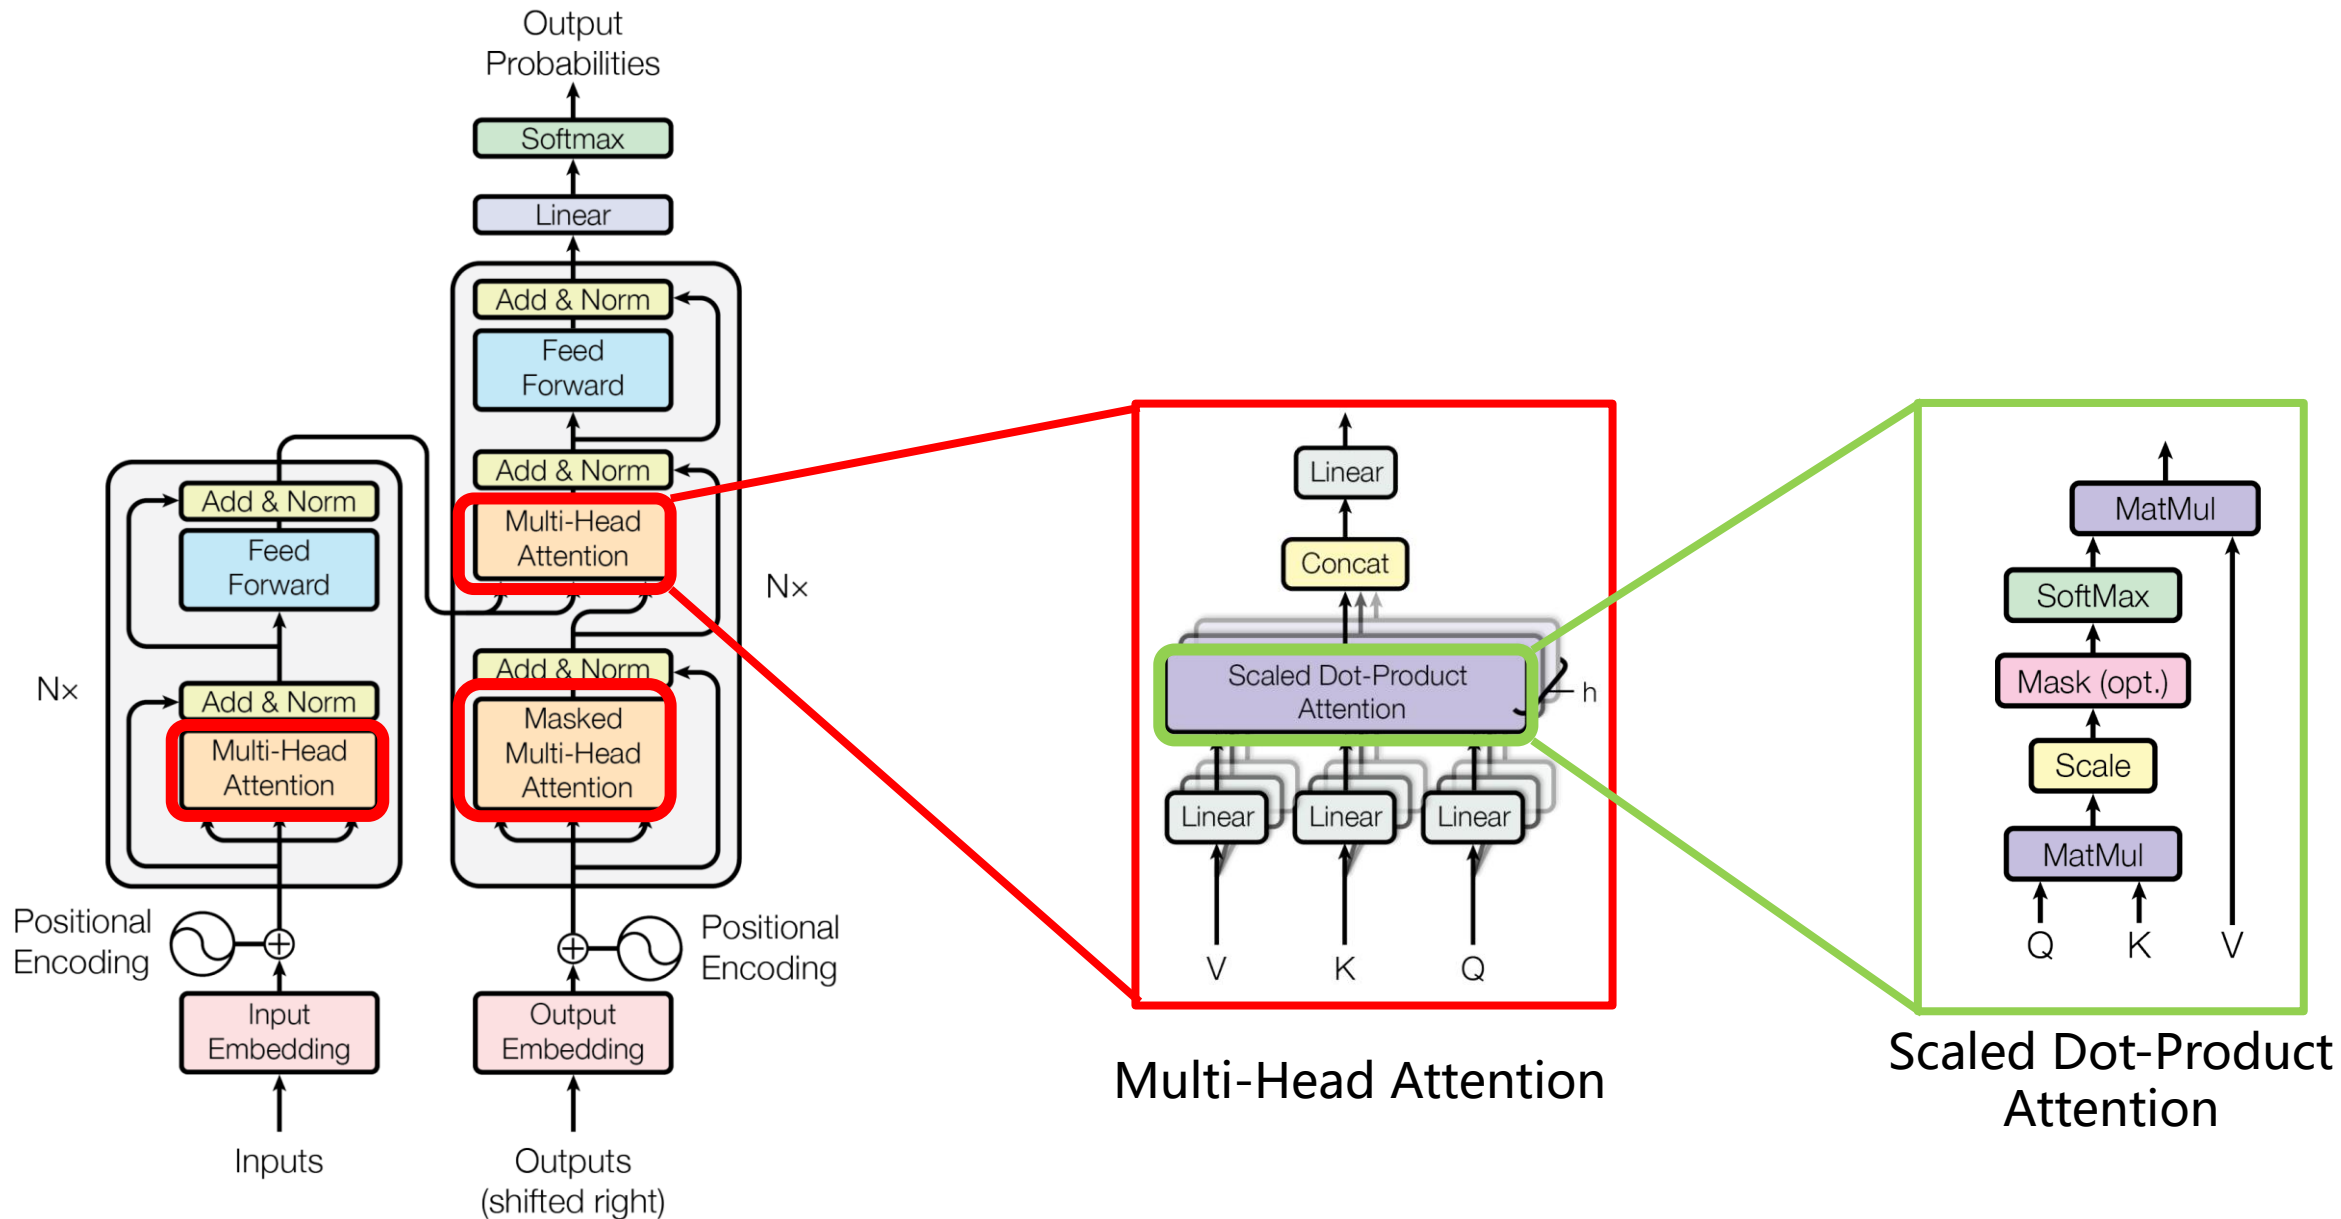 Output
Probabilities
Softmax
Linear
Add & Norm
Feed
Forward
Add & Norm
Multi-Head
Attention
Nx
Add & Norm
Masked
Multi-Head
Attention
Positional
Encoding
Output
Embedding
Outputs
(shifted right)
Add & Norm
Feed
Forward
Nx
Add & Norm
Multi-Head
Attention
Positional
Encoding
Input
Embedding
Inputs
Linear
Concat
Scaled Dot-Product
Attention
h
Linear
Linear
Linear
V
K
Q
Multi-Head Attention
MatMul
SoftMax
Mask (opt.)
Scale
MatMul
Q
K
V
Scaled Dot-Product
Attention